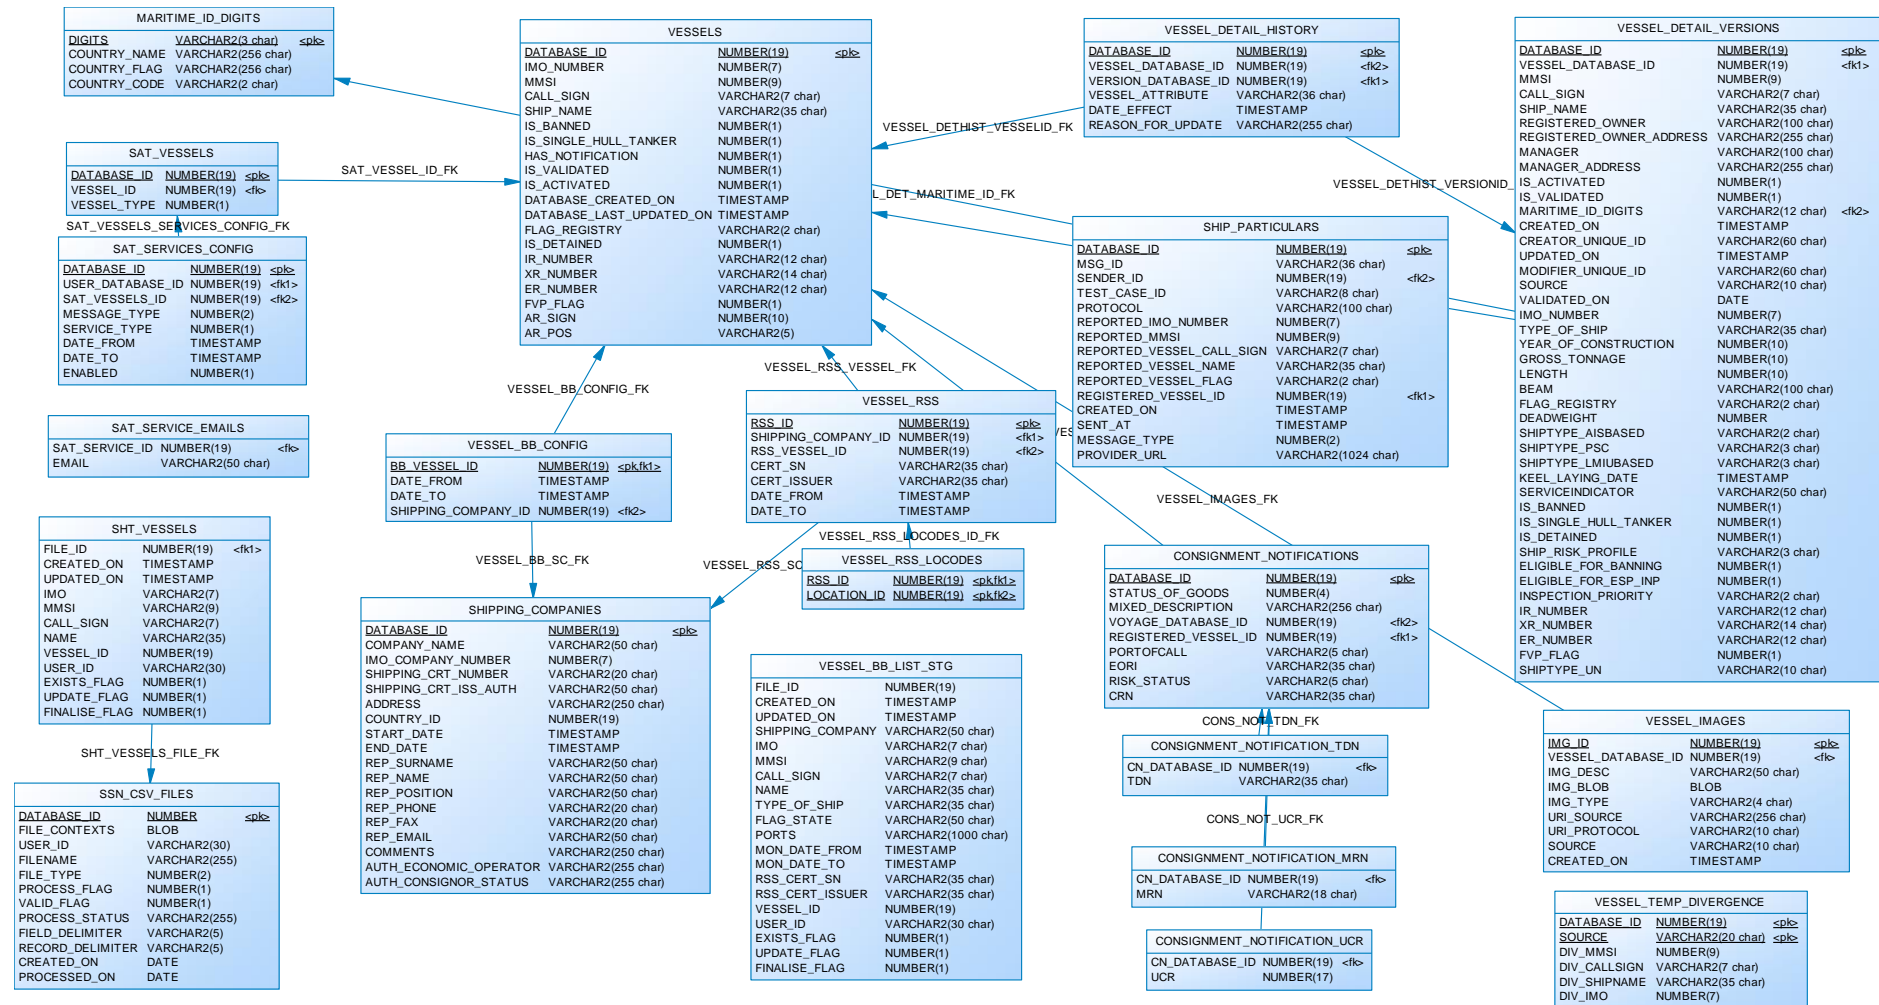 MARITIME_ID_DIGITS
DIGITS VARCHAR2(3 char) <pk>
COUNTRY_NAME VARCHAR2(256 char)
COUNTRY_FLAG VARCHAR2(256 char)
COUNTRY_CODE VARCHAR2(2 char)
SAT_VESSELS
DATABASE_ID NUMBER(19) <pk>
VESSEL_ID NUMBER(19) <fk>
VESSEL_TYPE NUMBER(1)
SAT_VESSEL_ID_FK
SAT_VESSELS_SERVICES_CONFIG_FK
SAT_SERVICES_CONFIG
DATABASE_ID NUMBER(19) <pk>
USER_DATABASE_ID NUMBER(19) <fk1>
SAT_VESSELS_ID NUMBER(19) <fk2>
MESSAGE_TYPE NUMBER(2)
SERVICE_TYPE NUMBER(1)
DATE_FROM TIMESTAMP
DATE_TO TIMESTAMP
ENABLED NUMBER(1)
SAT_SERVICE_EMAILS
SAT_SERVICE_ID NUMBER(19) <fk>
EMAIL VARCHAR2(50 char)
SHT_VESSELS
FILE_ID NUMBER(19) <fk1>
CREATED_ON TIMESTAMP
UPDATED_ON TIMESTAMP
IMO VARCHAR2(7)
MMSI VARCHAR2(9)
CALL_SIGN VARCHAR2(7)
NAME VARCHAR2(35)
VESSEL_ID NUMBER(19)
USER_ID VARCHAR2(30)
EXISTS_FLAG NUMBER(1)
UPDATE_FLAG NUMBER(1)
FINALISE_FLAG NUMBER(1)
SHT_VESSELS_FILE_FK
SSN_CSV_FILES
DATABASE_ID NUMBER <pk>
FILE_CONTEXTS BLOB
USER_ID VARCHAR2(30)
FILENAME VARCHAR2(255)
FILE_TYPE NUMBER(2)
PROCESS_FLAG NUMBER(1)
VALID_FLAG NUMBER(1)
PROCESS_STATUS VARCHAR2(255)
FIELD_DELIMITER VARCHAR2(5)
RECORD_DELIMITER VARCHAR2(5)
CREATED_ON DATE
PROCESSED_ON DATE
VESSELS
DATABASE_ID NUMBER(19) <pk>
IMO_NUMBER NUMBER(7)
MMSI NUMBER(9)
CALL_SIGN VARCHAR2(7 char)
SHIP_NAME VARCHAR2(35 char)
IS_BANNED NUMBER(1)
IS_SINGLE_HULL_TANKER NUMBER(1)
HAS_NOTIFICATION NUMBER(1)
IS_VALIDATED NUMBER(1)
IS_ACTIVATED NUMBER(1)
DATABASE_CREATED_ON TIMESTAMP
DATABASE_LAST_UPDATED_ON TIMESTAMP
FLAG_REGISTRY VARCHAR2(2 char)
IS_DETAINED NUMBER(1)
IR_NUMBER VARCHAR2(12 char)
XR_NUMBER VARCHAR2(14 char)
ER_NUMBER VARCHAR2(12 char)
FVP_FLAG NUMBER(1)
AR_SIGN NUMBER(10)
AR_POS VARCHAR2(5)
VESSEL_BB_CONFIG_FK
VESSEL_BB_CONFIG
BB_VESSEL_ID NUMBER(19) <pk,fk1>
DATE_FROM TIMESTAMP
DATE_TO TIMESTAMP
SHIPPING_COMPANY_ID NUMBER(19) <fk2>
VESSEL_BB_SC_FK
SHIPPING_COMPANIES
DATABASE_ID NUMBER(19) <pk>
COMPANY_NAME VARCHAR2(50 char)
IMO_COMPANY_NUMBER NUMBER(7)
SHIPPING_CRT_NUMBER VARCHAR2(20 char)
SHIPPING_CRT_ISS_AUTH VARCHAR2(50 char)
ADDRESS VARCHAR2(250 char)
COUNTRY_ID NUMBER(19)
START_DATE TIMESTAMP
END_DATE TIMESTAMP
REP_SURNAME VARCHAR2(50 char)
REP_NAME VARCHAR2(50 char)
REP_POSITION VARCHAR2(50 char)
REP_PHONE VARCHAR2(20 char)
REP_FAX VARCHAR2(20 char)
REP_EMAIL VARCHAR2(50 char)
COMMENTS VARCHAR2(250 char)
AUTH_ECONOMIC_OPERATOR VARCHAR2(255 char)
AUTH_CONSIGNOR_STATUS VARCHAR2(255 char)
VESSEL_RSS_VESSEL_FK
VESSEL_RSS
RSS_ID NUMBER(19) <pk>
SHIPPING_COMPANY_ID NUMBER(19) <fk1>
RSS_VESSEL_ID NUMBER(19) <fk2>
CERT_SN VARCHAR2(35 char)
CERT_ISSUER VARCHAR2(35 char)
DATE_FROM TIMESTAMP
DATE_TO TIMESTAMP
VESSEL_RSS_LOCODES_ID_FK
VESSEL_RSS_SC
VESSEL_RSS_LOCODES
RSS_ID NUMBER(19) <pk,fk1>
LOCATION_ID NUMBER(19) <pk,fk2>
VESSEL_BB_LIST_STG
FILE_ID NUMBER(19)
CREATED_ON TIMESTAMP
UPDATED_ON TIMESTAMP
SHIPPING_COMPANY VARCHAR2(50 char)
IMO VARCHAR2(7 char)
MMSI VARCHAR2(9 char)
CALL_SIGN VARCHAR2(7 char)
NAME VARCHAR2(35 char)
TYPE_OF_SHIP VARCHAR2(35 char)
FLAG_STATE VARCHAR2(50 char)
PORTS VARCHAR2(1000 char)
MON_DATE_FROM TIMESTAMP
MON_DATE_TO TIMESTAMP
RSS_CERT_SN VARCHAR2(35 char)
RSS_CERT_ISSUER VARCHAR2(35 char)
VESSEL_ID NUMBER(19)
USER_ID VARCHAR2(30 char)
EXISTS_FLAG NUMBER(1)
UPDATE_FLAG NUMBER(1)
FINALISE_FLAG NUMBER(1)
VESSEL_DETAIL_HISTORY
DATABASE_ID NUMBER(19) <pk>
VESSEL_DATABASE_ID NUMBER(19) <fk2>
VERSION_DATABASE_ID NUMBER(19) <fk1>
VESSEL_ATTRIBUTE VARCHAR2(36 char)
DATE_EFFECT TIMESTAMP
REASON_FOR_UPDATE VARCHAR2(255 char)
VESSEL_DETHIST_VESSELID_FK
VESSEL_DETHIST_VERSIONID_
L_DET_MARITIME_ID_FK
SHIP_PARTICULARS
DATABASE_ID NUMBER(19) <pk>
MSG_ID VARCHAR2(36 char)
SENDER_ID NUMBER(19) <fk2>
TEST_CASE_ID VARCHAR2(8 char)
PROTOCOL VARCHAR2(100 char)
REPORTED_IMO_NUMBER NUMBER(7)
REPORTED_MMSI NUMBER(9)
REPORTED_VESSEL_CALL_SIGN VARCHAR2(7 char)
REPORTED_VESSEL_NAME VARCHAR2(35 char)
REPORTED_VESSEL_FLAG VARCHAR2(2 char)
REGISTERED_VESSEL_ID NUMBER(19) <fk1>
CREATED_ON TIMESTAMP
SENT_AT TIMESTAMP
MESSAGE_TYPE NUMBER(2)
PROVIDER_URL VARCHAR2(1024 char)
VES
VESSEL_IMAGES_FK
CONSIGNMENT_NOTIFICATIONS
DATABASE_ID NUMBER(19) <pk>
STATUS_OF_GOODS NUMBER(4)
MIXED_DESCRIPTION VARCHAR2(256 char)
VOYAGE_DATABASE_ID NUMBER(19) <fk2>
REGISTERED_VESSEL_ID NUMBER(19) <fk1>
PORTOFCALL VARCHAR2(5 char)
EORI VARCHAR2(35 char)
RISK_STATUS VARCHAR2(5 char)
CRN VARCHAR2(35 char)
CONS_NOT_TDN_FK
CONSIGNMENT_NOTIFICATION_TDN
CN_DATABASE_ID NUMBER(19) <fk>
TDN VARCHAR2(35 char)
CONS_NOT_UCR_FK
CONSIGNMENT_NOTIFICATION_MRN
CN_DATABASE_ID NUMBER(19) <fk>
MRN VARCHAR2(18 char)
CONSIGNMENT_NOTIFICATION_UCR
CN_DATABASE_ID NUMBER(19) <fk>
UCR NUMBER(17)
VESSEL_DETAIL_VERSIONS
DATABASE_ID NUMBER(19) <pk>
VESSEL_DATABASE_ID NUMBER(19) <fk1>
MMSI NUMBER(9)
CALL_SIGN VARCHAR2(7 char)
SHIP_NAME VARCHAR2(35 char)
REGISTERED_OWNER VARCHAR2(100 char)
REGISTERED_OWNER_ADDRESS VARCHAR2(255 char)
MANAGER VARCHAR2(100 char)
MANAGER_ADDRESS VARCHAR2(255 char)
IS_ACTIVATED NUMBER(1)
IS_VALIDATED NUMBER(1)
MARITIME_ID_DIGITS VARCHAR2(12 char) <fk2>
CREATED_ON TIMESTAMP
CREATOR_UNIQUE_ID VARCHAR2(60 char)
UPDATED_ON TIMESTAMP
MODIFIER_UNIQUE_ID VARCHAR2(60 char)
SOURCE VARCHAR2(10 char)
VALIDATED_ON DATE
IMO_NUMBER NUMBER(7)
TYPE_OF_SHIP VARCHAR2(35 char)
YEAR_OF_CONSTRUCTION NUMBER(10)
GROSS_TONNAGE NUMBER(10)
LENGTH NUMBER(10)
BEAM VARCHAR2(100 char)
FLAG_REGISTRY VARCHAR2(2 char)
DEADWEIGHT NUMBER
SHIPTYPE_AISBASED VARCHAR2(2 char)
SHIPTYPE_PSC VARCHAR2(3 char)
SHIPTYPE_LMIUBASED VARCHAR2(3 char)
KEEL_LAYING_DATE TIMESTAMP
SERVICEINDICATOR VARCHAR2(50 char)
IS_BANNED NUMBER(1)
IS_SINGLE_HULL_TANKER NUMBER(1)
IS_DETAINED NUMBER(1)
SHIP_RISK_PROFILE VARCHAR2(3 char)
ELIGIBLE_FOR_BANNING NUMBER(1)
ELIGIBLE_FOR_ESP_INP NUMBER(1)
INSPECTION_PRIORITY VARCHAR2(2 char)
IR_NUMBER VARCHAR2(12 char)
XR_NUMBER VARCHAR2(14 char)
ER_NUMBER VARCHAR2(12 char)
FVP_FLAG NUMBER(1)
SHIPTYPE_UN VARCHAR2(10 char)
VESSEL_IMAGES
IMG_ID NUMBER(19) <pk>
VESSEL_DATABASE_ID NUMBER(19) <fk>
IMG_DESC VARCHAR2(50 char)
IMG_BLOB BLOB
IMG_TYPE VARCHAR2(4 char)
URI_SOURCE VARCHAR2(256 char)
URI_PROTOCOL VARCHAR2(10 char)
SOURCE VARCHAR2(10 char)
CREATED_ON TIMESTAMP
VESSEL_TEMP_DIVERGENCE
DATABASE_ID NUMBER(19) <pk>
SOURCE VARCHAR2(20 char) <pk>
DIV_MMSI NUMBER(9)
DIV_CALLSIGN VARCHAR2(7 char)
DIV_SHIPNAME VARCHAR2(35 char)
DIV_IMO NUMBER(7)